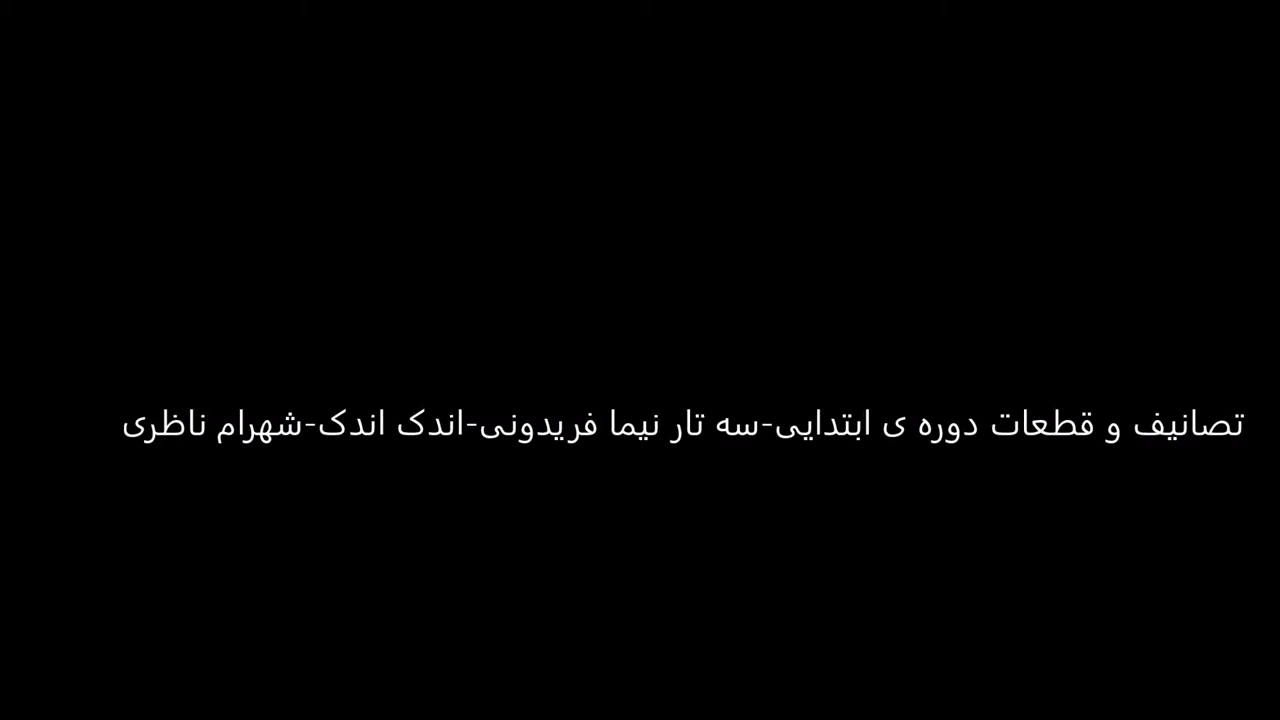 تصانیف و قطعات دوره ی ابتدایی-سه تار نیما فریدونی-اندک اندک-شهرام ناظری